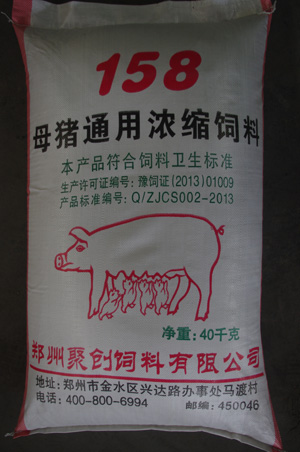 158
母猪通用浓缩饲料
本产品符合饲料卫生标准
生产许可证编号：豫饲证(2013)01009
产品标准编号：Q/ZJCS002-2013
净重：40千克
郑州聚创饲料有限公司
地址：郑州市金水区兴达路办事处马渡村
电话：400-800-6994 邮编：450046